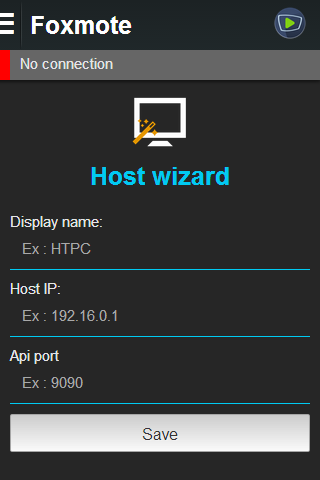 Foxmote
No connection
Host wizard
Display name:
Ex : HTPC
Host IP:
Ex : 192.16.0.1
Api port
Ex : 9090
Save